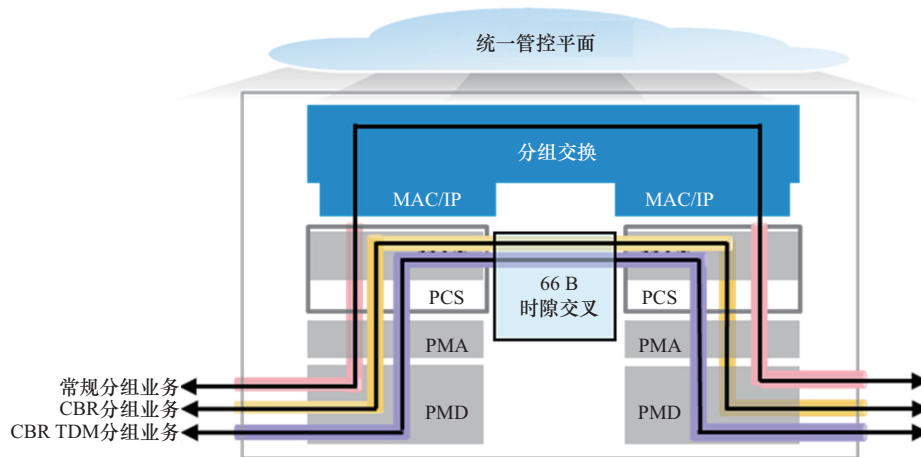 统一管控平面
分组交换
MAC/IP
MAC/IP
66 B
时隙交叉
PCS
PCS
PMA
PMA
常规分组业务
CBR分组业务
PMD
PMD
CBR TDM分组业务